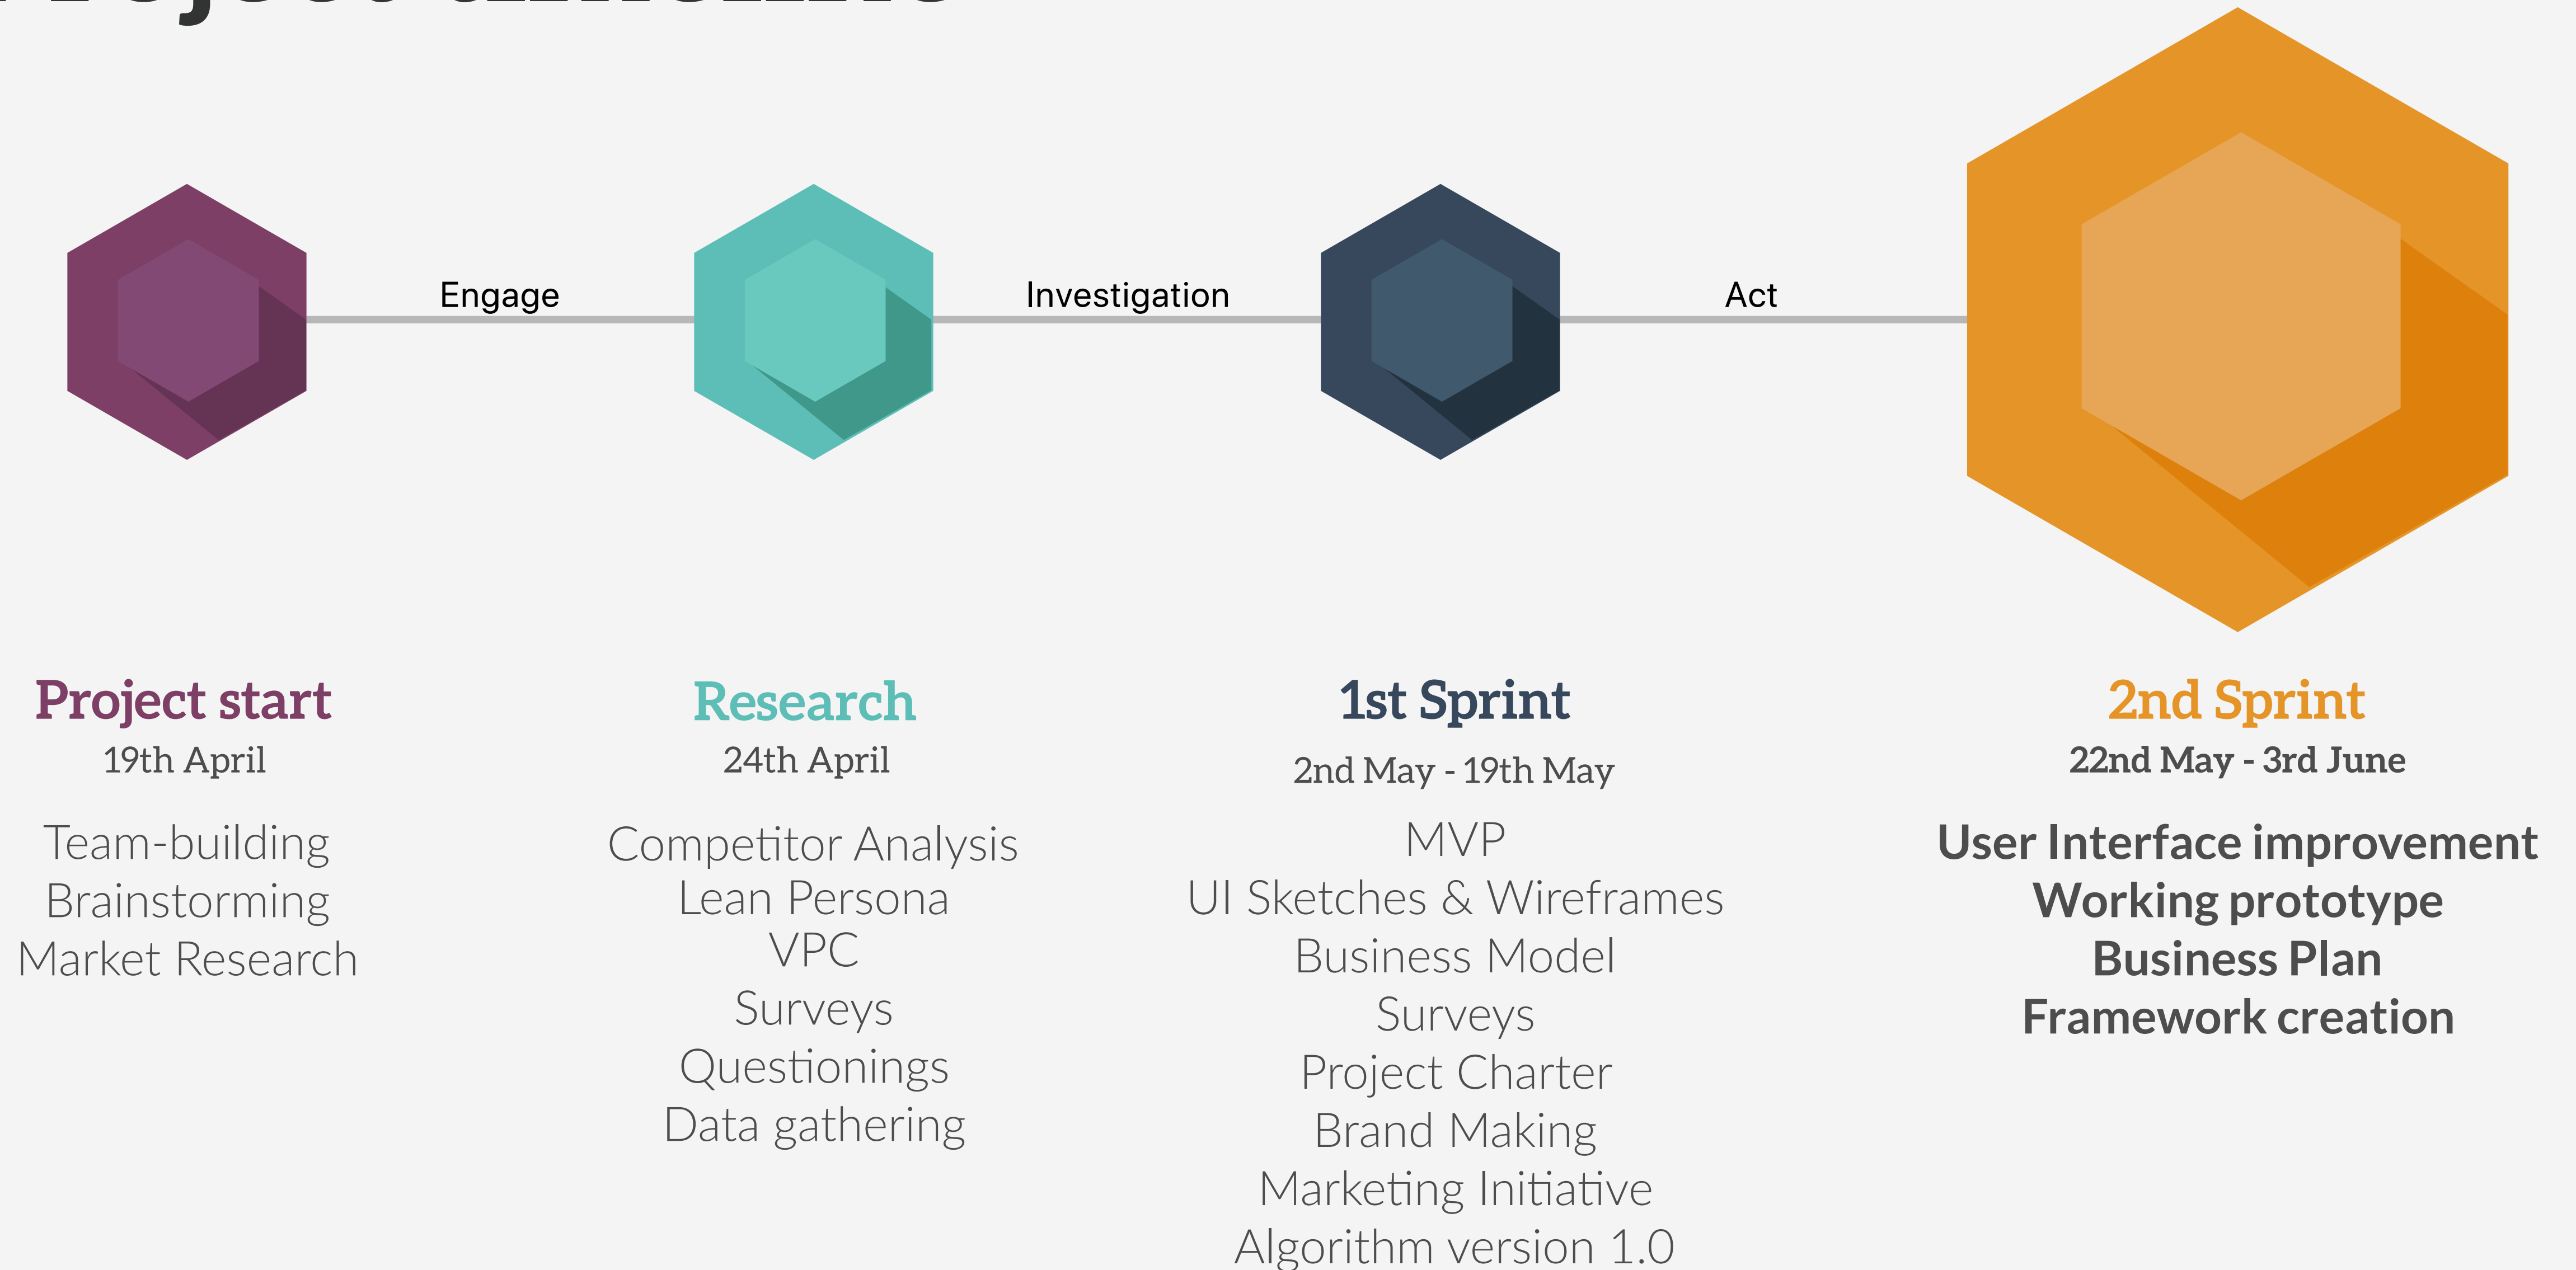 Project timeline
Engage
Investigation
Act
Project start
19th April
Team-building
Brainstorming
Market Research
Research
24th April
Competitor Analysis
Lean Persona
VPC
Surveys
Questionings
Data gathering
1st Sprint
2nd May - 19th May
MVP
UI Sketches & Wireframes
Business Model
Surveys
Project Charter
Brand Making
Marketing Initiative
Algorithm version 1.0
2nd Sprint
22nd May - 3rd June
User Interface improvement
Working prototype
Business Plan
Framework creation